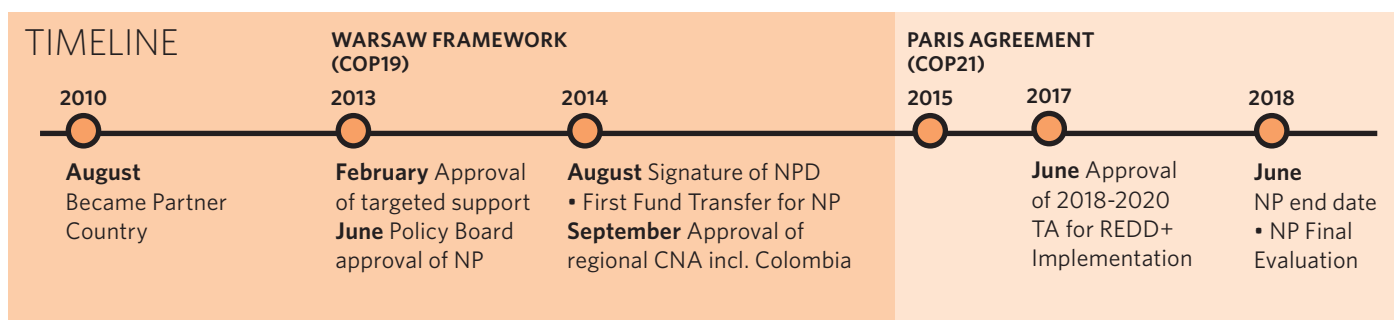 TIMELINE
WARSAW FRAMEWORK
(COP19)
PARIS AGREEMENT
(COP21)
2010
August
Became Partner
Country
2013
February Approval
of targeted support
June Policy Board
approval of NP
2014
August Signature of NPD
• First Fund Transfer for NP
September Approval of
regional CNA incl. Colombia
2015
2017
June Approval
of 2018-2020
TA for REDD+
Implementation
2018
June
NP end date
• NP Final
Evaluation